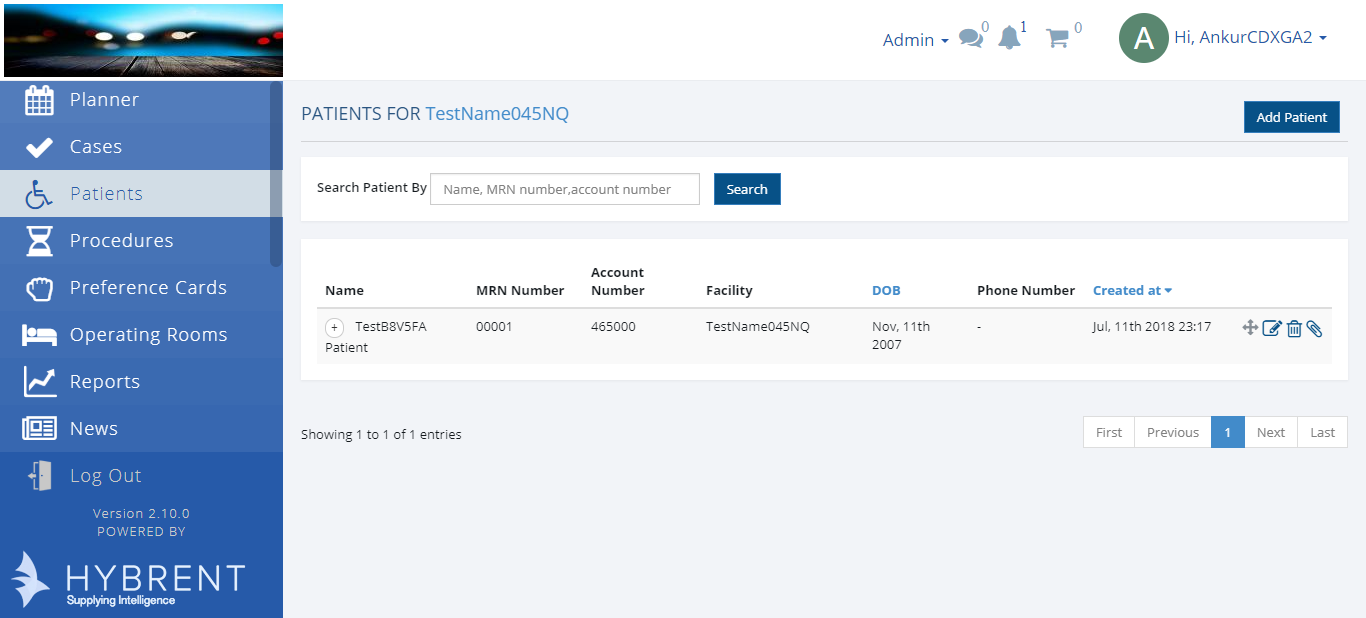 Admin
0
1
0
A
Hi, AnkurCDXGA2
Planner
Cases
Patients
Procedures
Preference Cards
Operating Rooms
Reports
News
Log Out
Version 2.10.0
POWERED BY
HYBRENT
Supplying Intelligence
PATIENTS FOR TestName045NQ
Add Patient
Search Patient By
Name, MRN number,account number
Search
Name
MRN Number
Account
Number
Facility
DOB
Phone Number
Created at
+
TestB8V5FA
Patient
00001
465000
TestName045NQ
Nov, 11th
2007
-
Jul, 11th 2018 23:17
Showing 1 to 1 of 1 entries
First
Previous
1
Next
Last